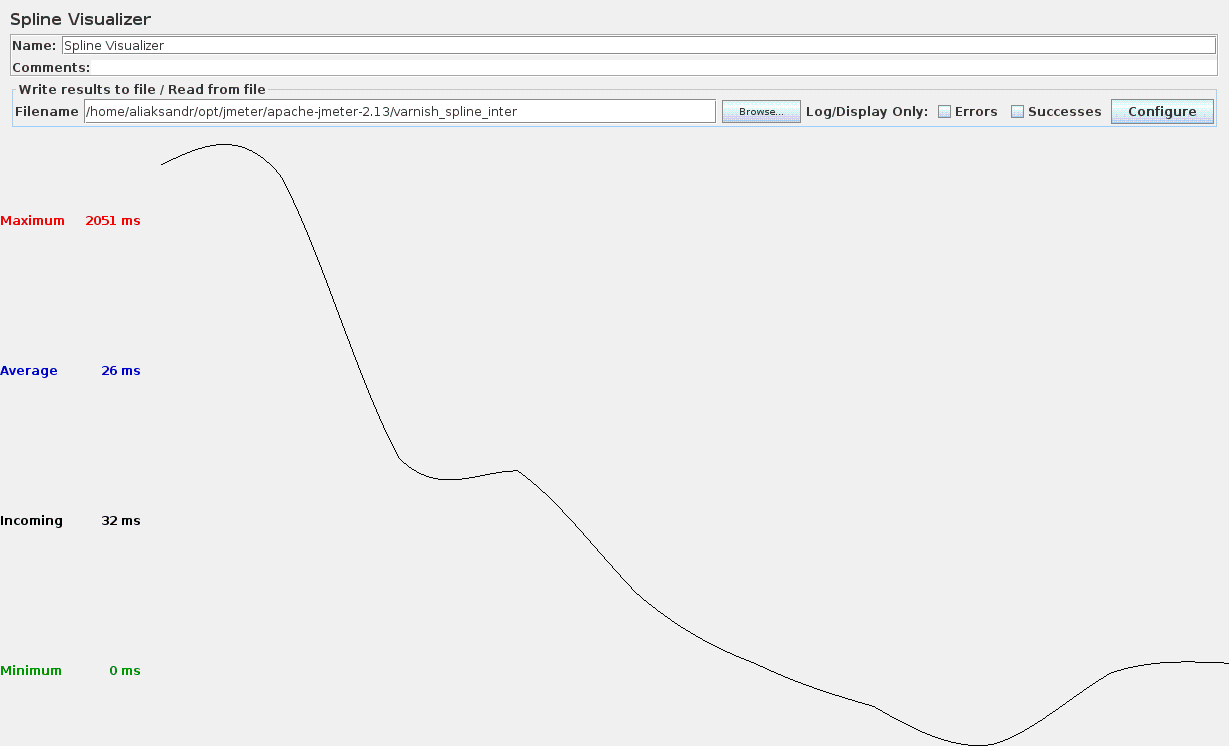 Spline Visualizer
Name: Spline Visualizer
Comments:
Write results to file / Read from file
Filename /home/aliaksandr/opt/jmeter/apache-jmeter-2.13/varnish_spline_inter Browse... Log/Display Only: Errors Successes Configure
Maximum 2051 ms
Average 26 ms
Incoming 32 ms
Minimum 0 ms